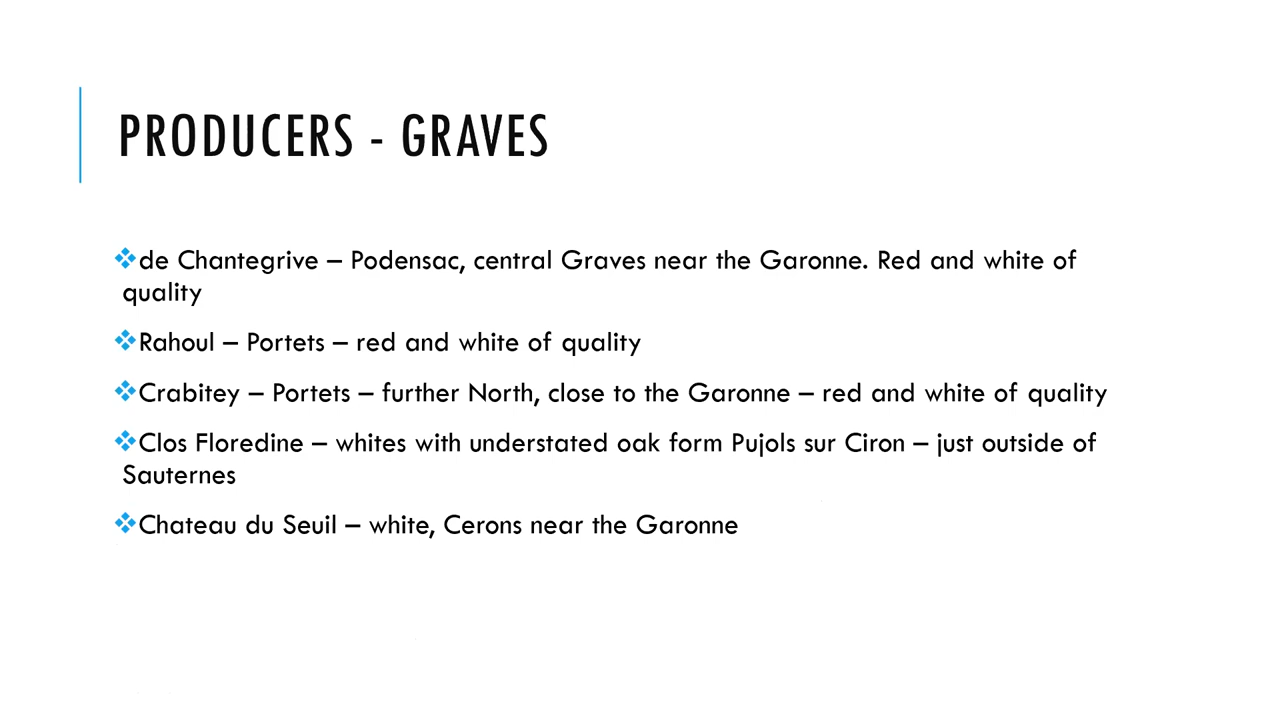 PRODUCERS - GRAVES
❖de Chantegrive – Podensac, central Graves near the Garonne. Red and white of
quality
❖Rahoul – Portets – red and white of quality
❖Crabitey – Portets – further North, close to the Garonne – red and white of quality
❖Clos Floredine – whites with understated oak form Pujols sur Ciron – just outside of
Sauternes
❖Chateau du Seuil – white, Cerons near the Garonne